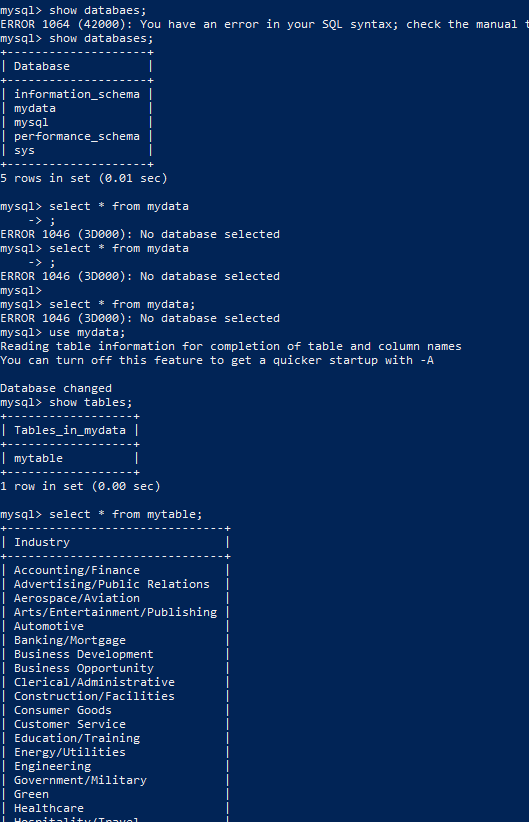 mysql> show databaes;
ERROR 1064 (42000): You have an error in your SQL syntax; check the manual t
mysql> show databases;
+--------------------+
| Database           |
+--------------------+
| information_schema |
| mydata             |
| mysql              |
| performance_schema |
| sys                |
+--------------------+
5 rows in set (0.01 sec)

mysql> select * from mydata
    -> ;
ERROR 1046 (3D000): No database selected
mysql> select * from mydata
    -> ;
ERROR 1046 (3D000): No database selected
mysql>
mysql> select * from mydata;
ERROR 1046 (3D000): No database selected
mysql> use mydata;
Reading table information for completion of table and column names
You can turn off this feature to get a quicker startup with -A

Database changed
mysql> show tables;
+------------------+
| Tables_in_mydata |
+------------------+
| mytable          |
+------------------+
1 row in set (0.00 sec)

mysql> select * from mytable;
+-------------------------------+
| Industry                      |
+-------------------------------+
| Accounting/Finance            |
| Advertising/Public Relations  |
| Aerospace/Aviation            |
| Arts/Entertainment/Publishing |
| Automotive                    |
| Banking/Mortgage              |
| Business Development          |
| Business Opportunity          |
| Clerical/Administrative       |
| Construction/Facilities       |
| Consumer Goods                |
| Customer Service              |
| Education/Training            |
| Energy/Utilities              |
| Engineering                   |
| Government/Military           |
| Green                         |
| Healthcare                    |
| Hospitality/Travel            |